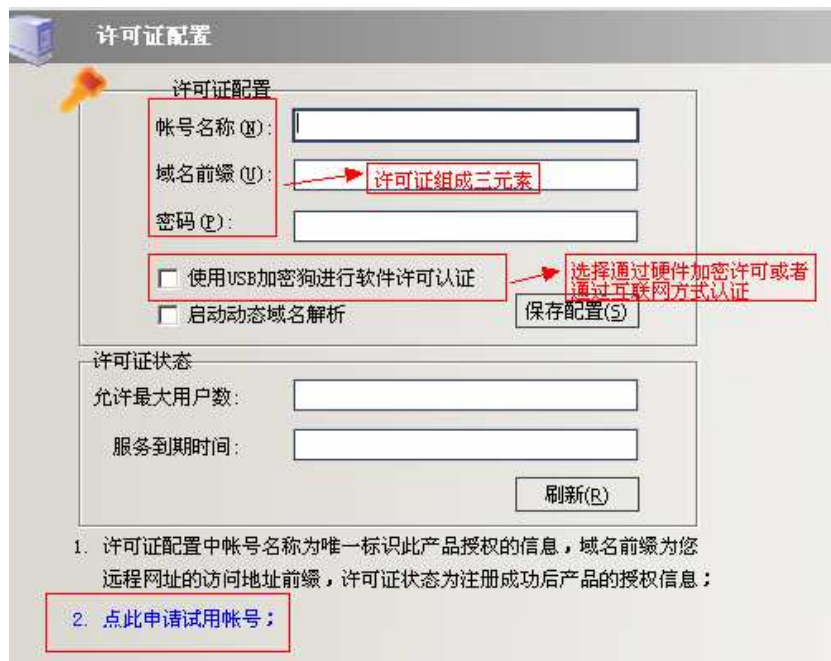 许可证配置
许可证配置
帐号名称(N):
域名前缀(U):
许可证组成三元素
密码(P):
使用USB加密狗进行软件许可认证
选择通过硬件加密许可或者
通过互联网方式认证
启动动态域名解析
保存配置(S)
许可证状态
允许最大用户数:
服务到期时间:
刷新(R)
1. 许可证配置中帐号名称为唯一标识此产品授权的信息，域名前缀为您
远程网址的访问地址前缀，许可证状态为注册成功后产品的授权信息；
2. 点此申请试用帐号；